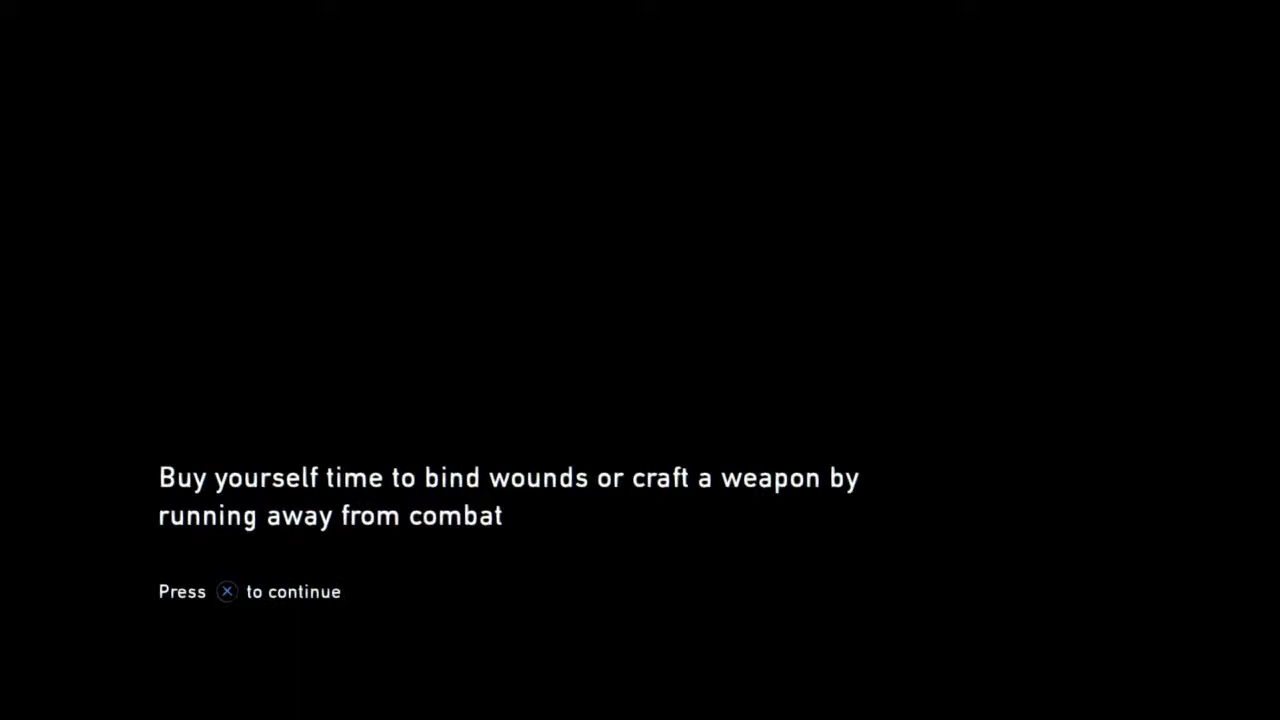 Buy yourself time to bind wounds or craft a weapon by
running away from combat
Press ⓧ to continue